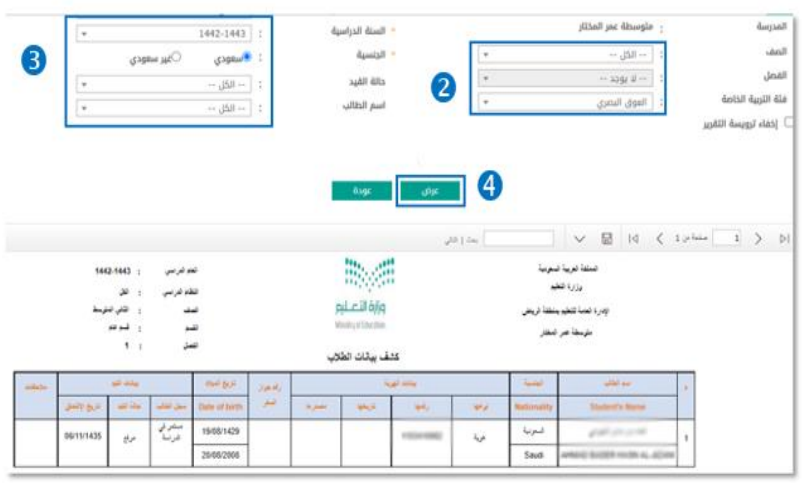 المدرسة : متوسطة عمر المختار
الصف : -- الكل --
الفصل : -- لا يوجد --
فئة التربية الخاصة : العوق البصري
إخفاء ترويسة التقرير
2
* السنة الدراسية : 1442-1443
* الجنسية : سعودي غير سعودي
حالة القيد : -- الكل --
اسم الطالب : -- الكل --
3
عرض
عودة
4
1 صفحة من 1
بحث | التالي
المملكة العربية السعودية
وزارة التعليم
الإدارة العامة للتعليم بمنطقة الرياض
متوسطة عمر المختار
وزارة التعليم
Ministry of Education
العام الدراسي : 1442-1443
النظام الدراسي : الكل
الصف : الثاني المتوسط
القسم : قسم عام
الفصل : 1
كشف بيانات الطلاب
اسم الطالب الجنسية بيانات الهوية رقم جواز السفر تاريخ الميلاد بيانات القيد ملاحظات
Student's Name Nationality نوعها رقمها تاريخها مصدرها Date of birth سجل الطالب حالة القيد تاريخ الالتحاق
1 السعودية هوية 19/08/1429 مستمر في الدراسة مرفع 06/11/1435
Saudi 20/08/2008